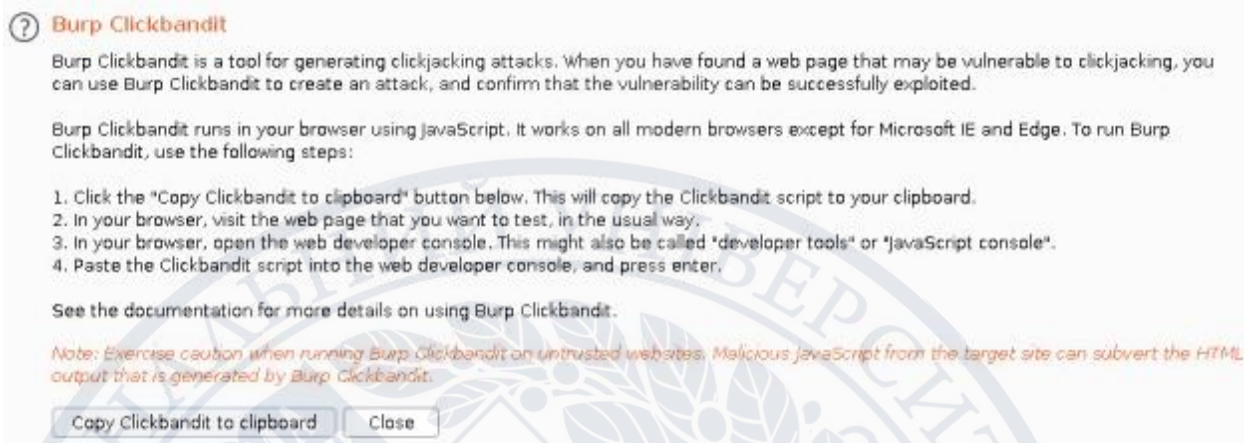 Burp Clickbandit
Burp Clickbandit is a tool for generating clickjacking attacks. When you have found a web page that may be vulnerable to clickjacking, you
can use Burp Clickbandit to create an attack, and confirm that the vulnerability can be successfully exploited.
Burp Clickbandit runs in your browser using JavaScript. It works on all modern browsers except for Microsoft IE and Edge. To run Burp
Clickbandit, use the following steps:
1. Click the "Copy Clickbandit to clipboard" button below. This will copy the Clickbandit script to your clipboard.
2. In your browser, visit the web page that you want to test, in the usual way.
3. In your browser, open the web developer console. This might also be called "developer tools" or "JavaScript console".
4. Paste the Clickbandit script into the web developer console, and press enter.
See the documentation for more details on using Burp Clickbandit.
Note: Exercise caution when running Burp Clickbandit on untrusted websites. Malicious JavaScript from the target site can subvert the HTML
output that is generated by Burp Clickbandit.
Copy Clickbandit to clipboard
Close